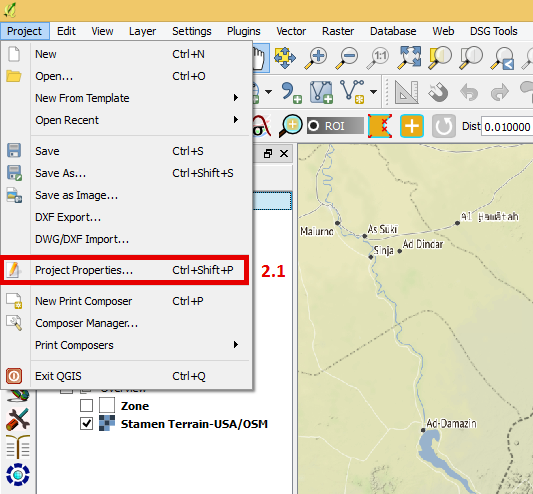 Project Edit View Layer Settings Plugins Vector Raster Database Web DSG Tools
New Ctrl+N
Open... Ctrl+O
New From Template
Open Recent
Save Ctrl+S
Save As... Ctrl+Shift+S
Save as Image...
DXF Export...
DWG/DXF Import...
Project Properties... Ctrl+Shift+P
2.1
New Print Composer Ctrl+P
Composer Manager...
Print Composers
Exit QGIS Ctrl+Q
1:1
ROI
Dist 0.010000
Zone
Stamen Terrain-USA/OSM
Maiurno
As Suki
Sinja
Ad Dindar
Ad-Damazin